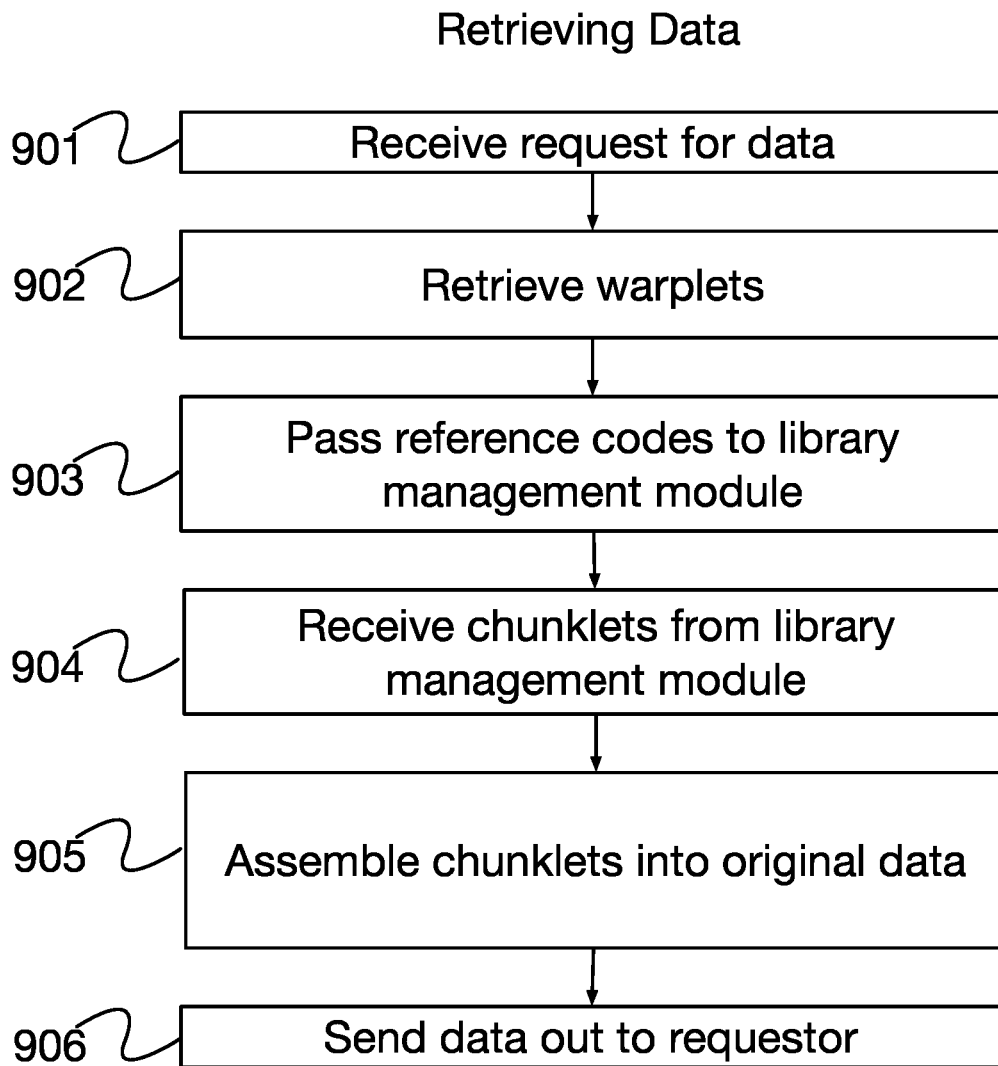 Retrieving Data
901
Receive request for data
902
Retrieve warplets
903
Pass reference codes to library
management module
904
Receive chunklets from library
management module
905
Assemble chunklets into original data
906
Send data out to requestor